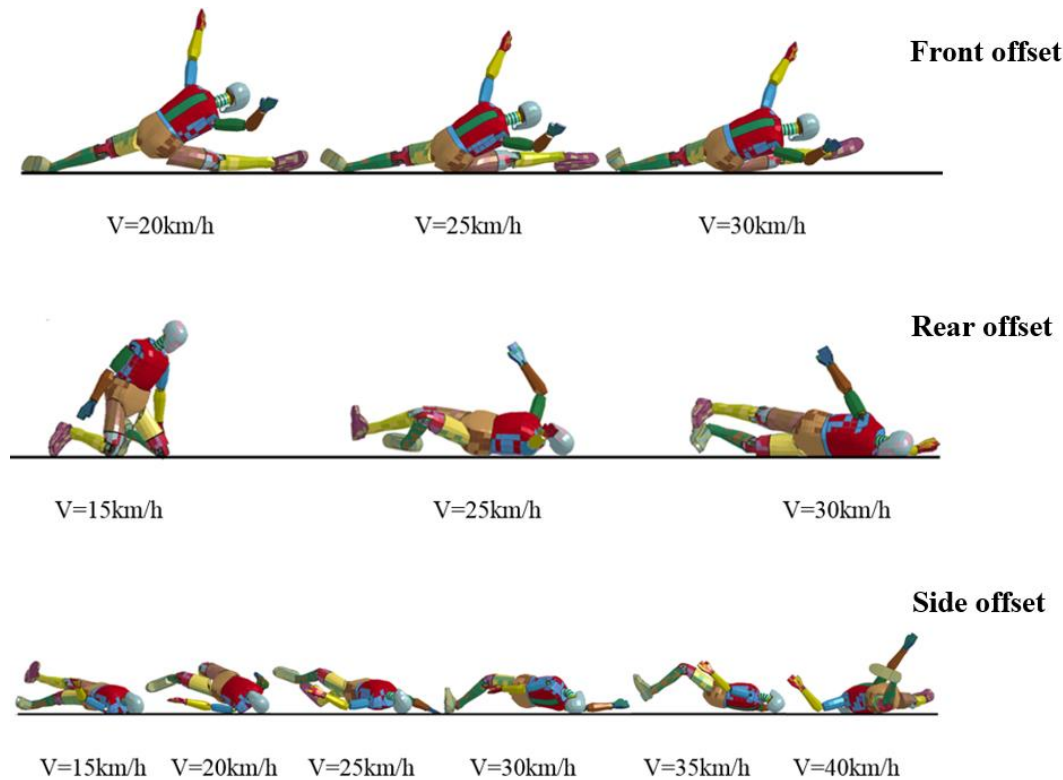 Front offset
V=20km/h V=25km/h V=30km/h
Rear offset
V=15km/h V=25km/h V=30km/h
Side offset
V=15km/h V=20km/h V=25km/h V=30km/h V=35km/h V=40km/h